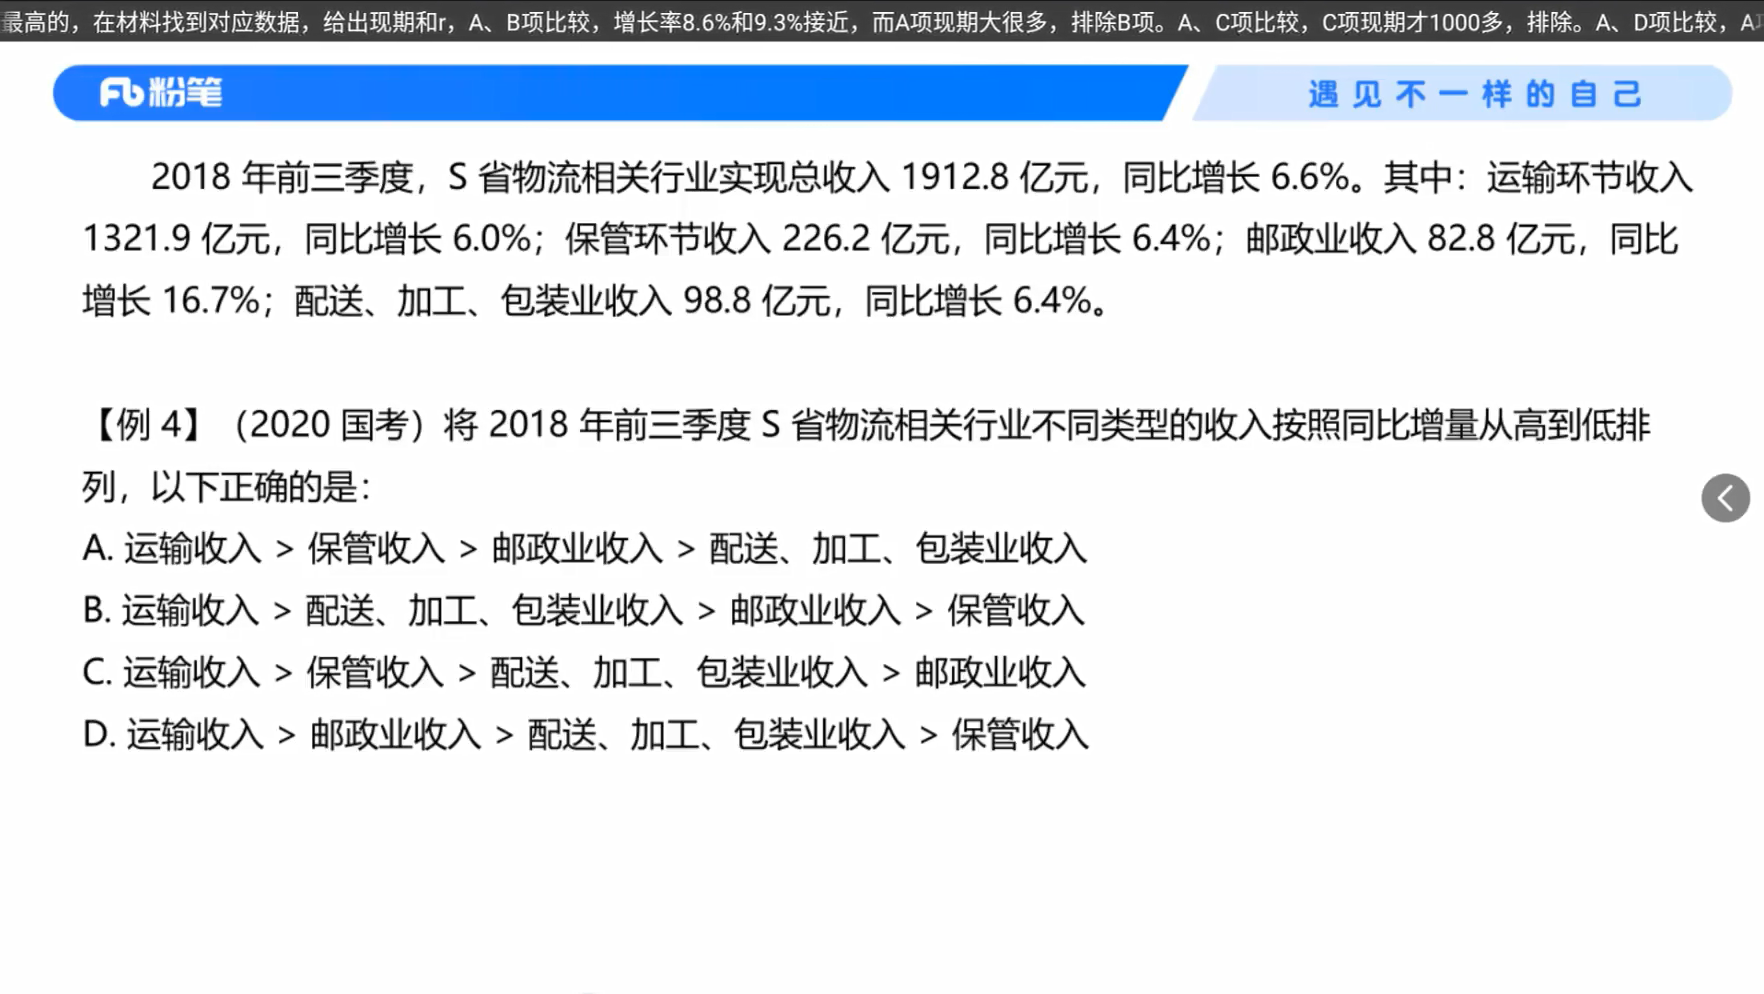 最高的，在材料找到对应数据，给出现期和r，A、B项比较，增长率8.6%和9.3%接近，而A项现期大很多，排除B项。A、C项比较，C项现期才1000多，排除。A、D项比较，A
粉笔
遇见不一样的自己
2018 年前三季度，S 省物流相关行业实现总收入 1912.8 亿元，同比增长 6.6%。其中：运输环节收入
1321.9 亿元，同比增长 6.0%；保管环节收入 226.2 亿元，同比增长 6.4%；邮政业收入 82.8 亿元，同比
增长 16.7%；配送、加工、包装业收入 98.8 亿元，同比增长 6.4%。
【例 4】（2020 国考）将 2018 年前三季度 S 省物流相关行业不同类型的收入按照同比增量从高到低排
列，以下正确的是：
A. 运输收入 > 保管收入 > 邮政业收入 > 配送、加工、包装业收入
B. 运输收入 > 配送、加工、包装业收入 > 邮政业收入 > 保管收入
C. 运输收入 > 保管收入 > 配送、加工、包装业收入 > 邮政业收入
D. 运输收入 > 邮政业收入 > 配送、加工、包装业收入 > 保管收入